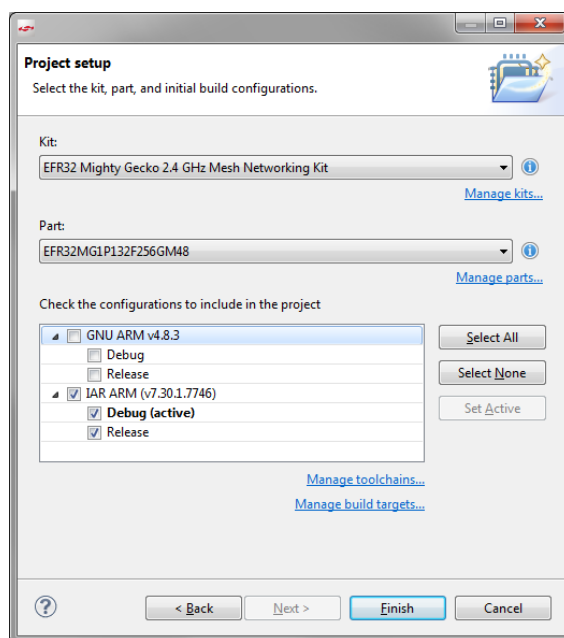 Project setup
Select the kit, part, and initial build configurations.
Kit:
EFR32 Mighty Gecko 2.4 GHz Mesh Networking Kit
Manage kits...
Part:
EFR32MG1P132F256GM48
Manage parts...
Check the configurations to include in the project
GNU ARM v4.8.3
Debug
Release
IAR ARM (v7.30.1.7746)
Debug (active)
Release
Select All
Select None
Set Active
Manage toolchains...
Manage build targets...
< Back
Next >
Finish
Cancel